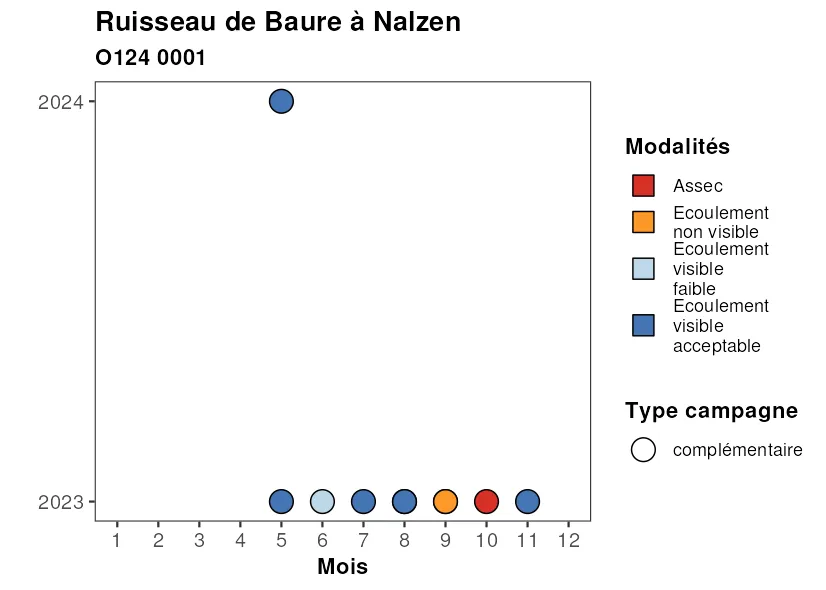 Ruisseau de Baure à Nalzen
O124 0001
2024
2023
1 2 3 4 5 6 7 8 9 10 11 12
Mois
Modalités
Assec
Ecoulement
non visible
Ecoulement
visible
faible
Ecoulement
visible
acceptable
Type campagne
complémentaire